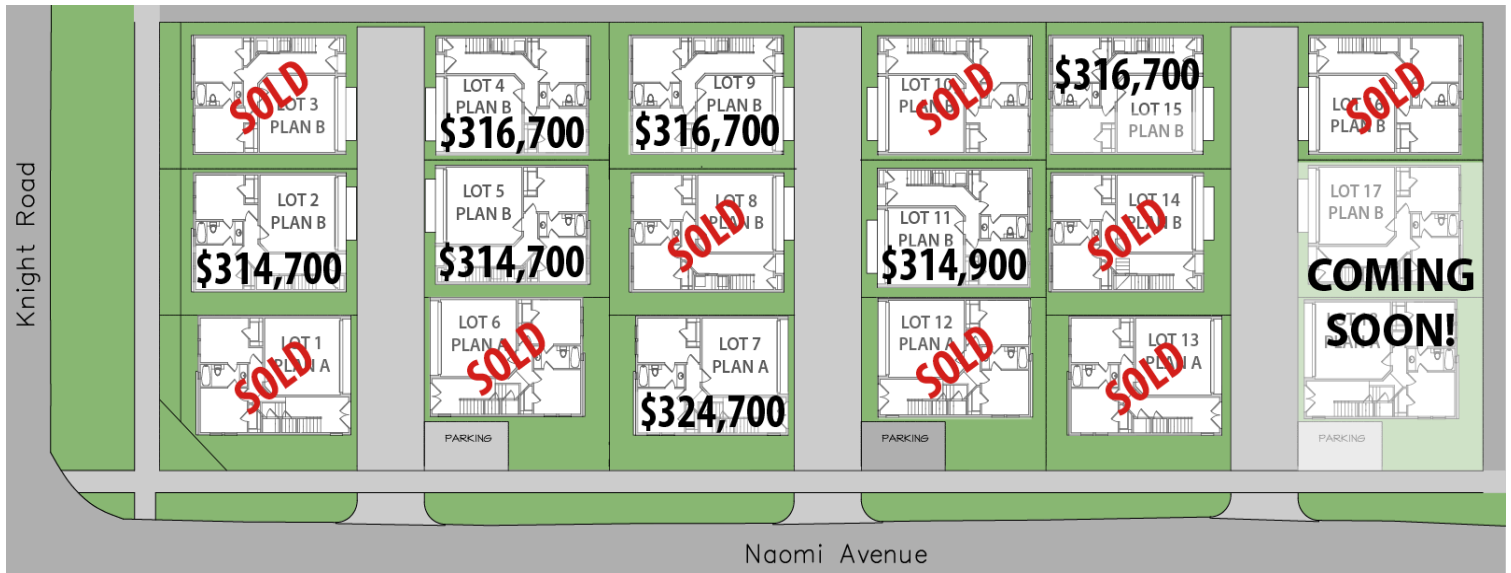 SOLD
LOT 3
PLAN B
LOT 4
PLAN B
$316,700
LOT 9
PLAN B
$316,700
SOLD
LOT 10
PLAN B
$316,700
LOT 15
PLAN B
SOLD
LOT 16
PLAN B
Knight Road
LOT 2
PLAN B
$314,700
LOT 5
PLAN B
$314,700
SOLD
LOT 8
PLAN B
LOT 11
PLAN B
$314,900
SOLD
LOT 14
PLAN B
LOT 17
PLAN B
COMING
SOON!
SOLD
LOT 1
PLAN A
SOLD
LOT 6
PLAN A
LOT 7
PLAN A
$324,700
SOLD
LOT 12
PLAN A
SOLD
LOT 13
PLAN A
PARKING
PARKING
PARKING
Naomi Avenue